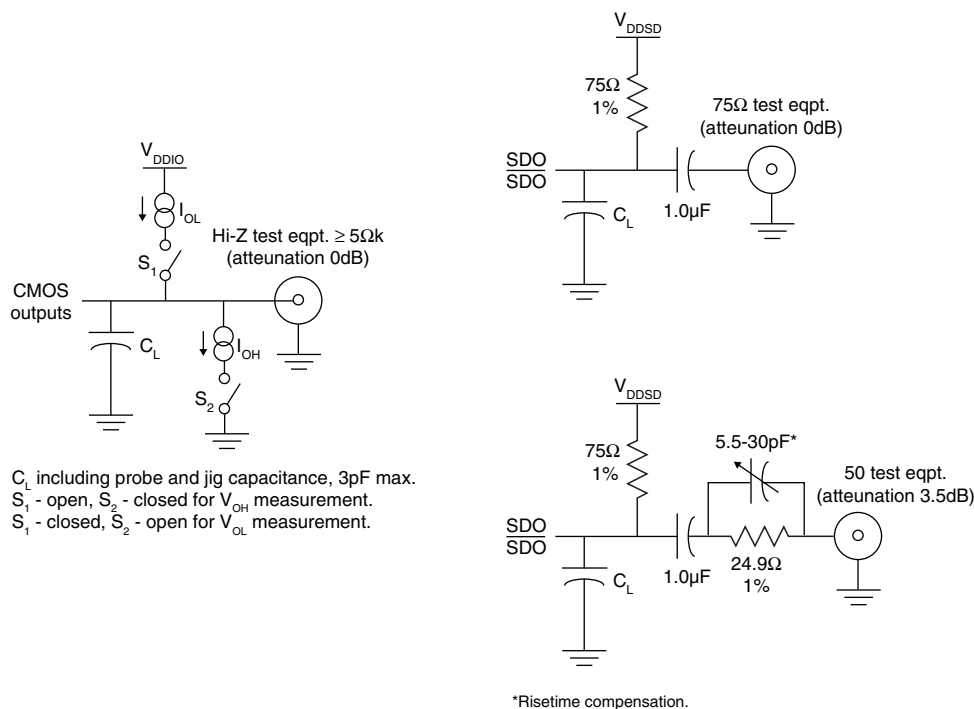 V_DDIO
I_OL
S_1
Hi-Z test eqpt. ≥ 5Ωk
(atteunation 0dB)
CMOS
outputs
C_L
I_OH
S_2
C_L including probe and jig capacitance, 3pF max.
S_1 - open, S_2 - closed for V_OH measurement.
S_1 - closed, S_2 - open for V_OL measurement.
V_DDSD
75Ω
1%
75Ω test eqpt.
(atteunation 0dB)
SDO
SDO
C_L
1.0µF
V_DDSD
75Ω
1%
5.5-30pF*
50 test eqpt.
(atteunation 3.5dB)
SDO
SDO
C_L
1.0µF
24.9Ω
1%
*Risetime compensation.